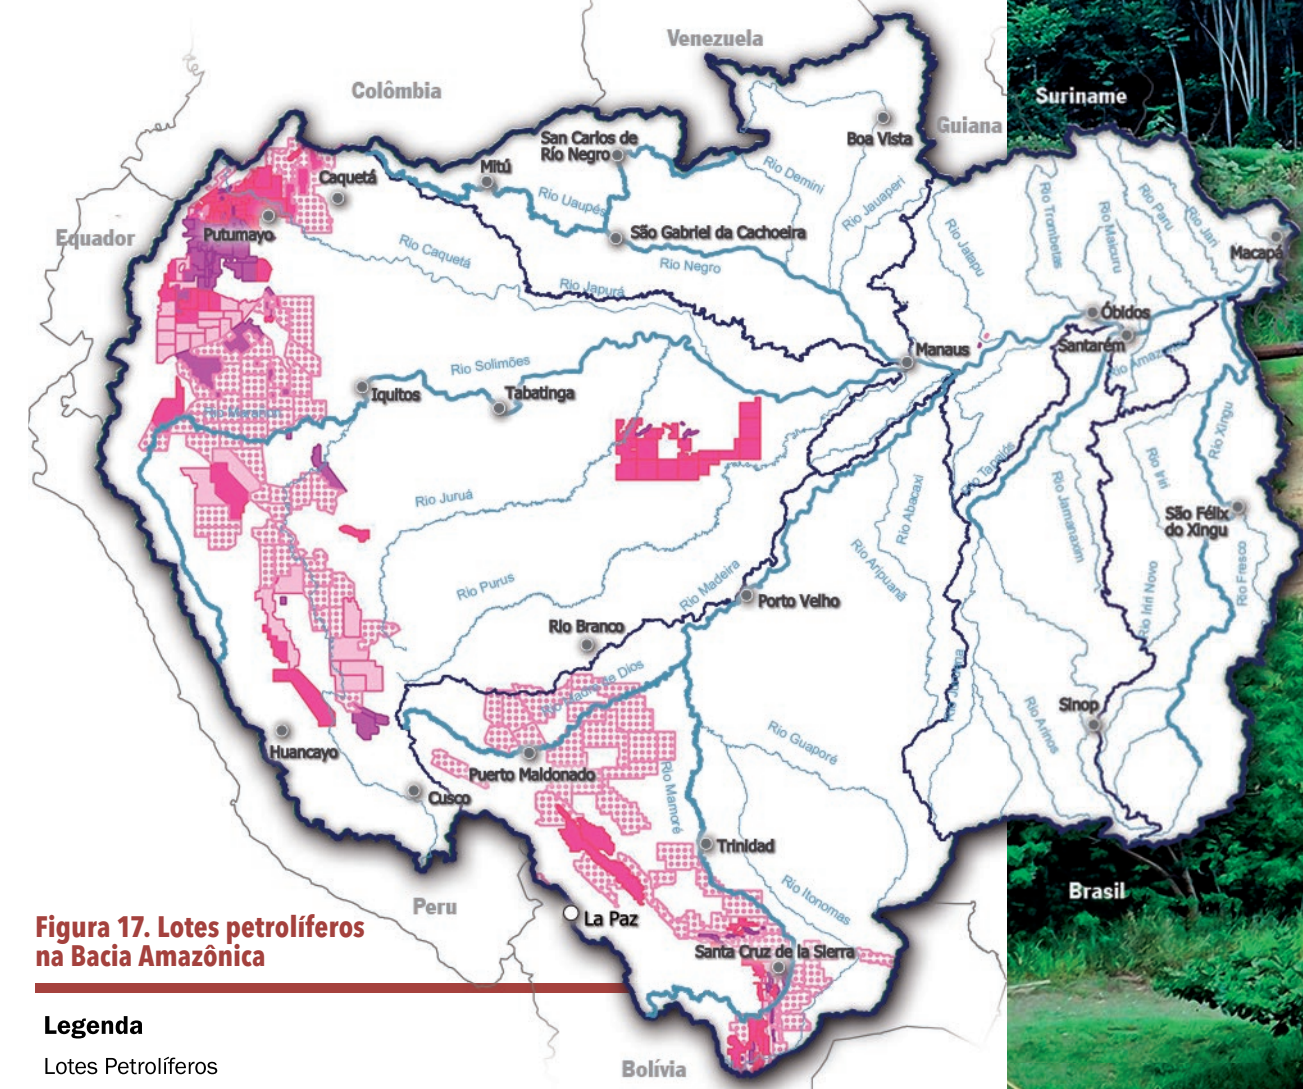 Venezuela
Suriname
Colômbia
Guiana
San Carlos de
Río Negro
Boa Vista
Mitú
Caquetá
Rio Demini
Rio Jauaperi
Rio Uaupés
Rio Trombetas
Rio Maicuru
Rio Paru
Rio Jari
Equador
Putumayo
São Gabriel da Cachoeira
Rio Jatapu
Macapá
Rio Caquetá
Rio Negro
Rio Japurá
Óbidos
Manaus
Santarém
Rio Solimões
Rio Amaz
Iquitos
Tabatinga
Rio Marañón
Rio Xingu
Rio Tapajós
Rio Iriri
Rio Juruá
Rio Abacaxi
Rio Jamanxim
São Félix
do Xingu
Rio Purus
Rio Madeira
Rio Aripuanã
Rio Fresco
Porto Velho
Rio Iriri Novo
Rio Branco
Rio Madre de Dios
Rio Juruena
Rio Arinos
Sinop
Huancayo
Rio Guaporé
Puerto Maldonado
Rio Mamoré
Cusco
Trinidad
Rio Itonomas
Brasil
Peru
La Paz
Figura 17. Lotes petrolíferos
na Bacia Amazônica
Santa Cruz de la Sierra
Legenda
Lotes Petrolíferos
Bolívia